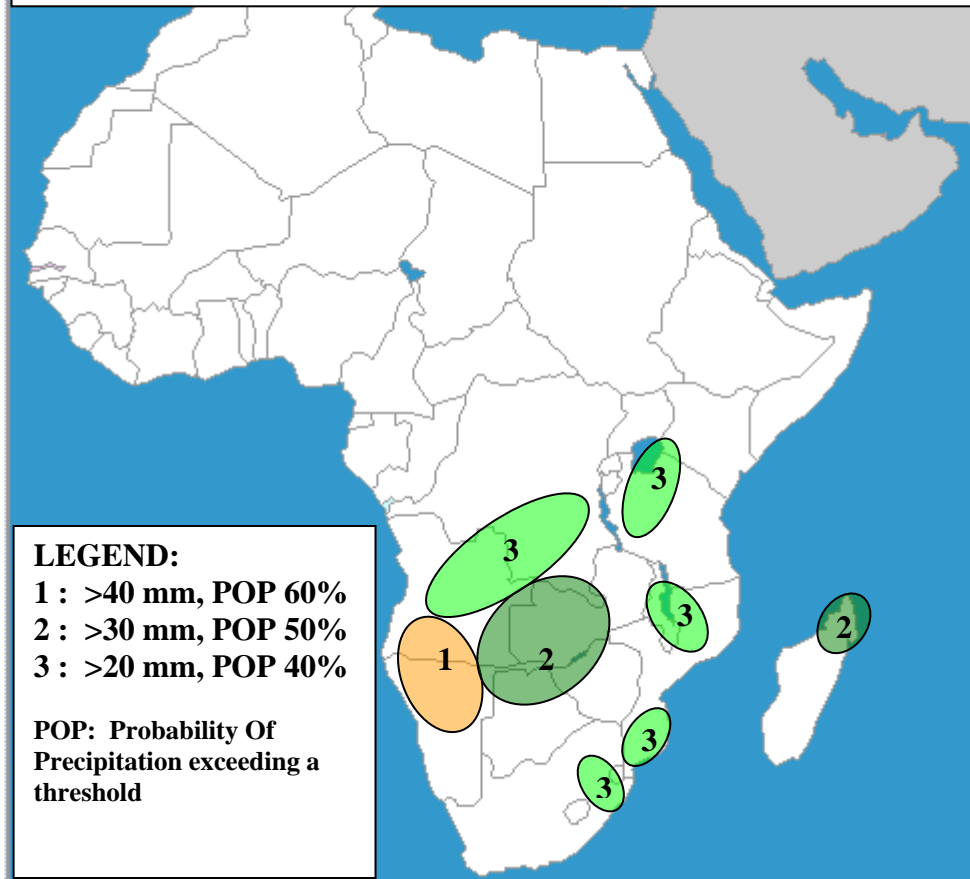 3
3
3
2
1
2
3
3
LEGEND:
1 : >40 mm, POP 60%
2 : >30 mm, POP 50%
3 : >20 mm, POP 40%
POP: Probability Of
Precipitation exceeding a
threshold